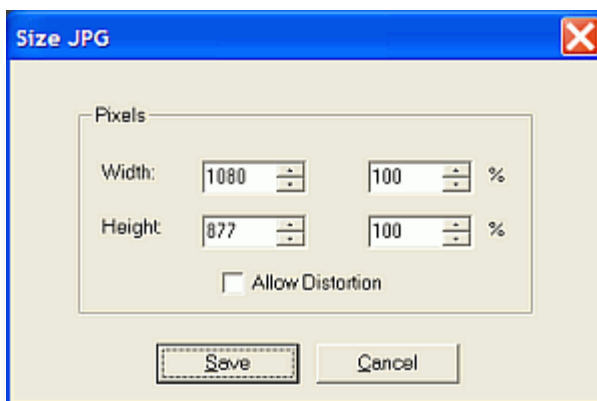 Size JPG
Pixels
Width: 1080 100 %
Height: 877 100 %
Allow Distortion
Save Cancel